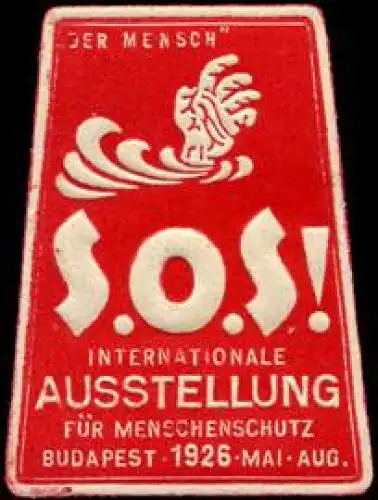 "DER MENSCH"
S.O.S!
INTERNATIONALE
AUSSTELLUNG
FÜR MENSCHENSCHUTZ
BUDAPEST · 1926 · MAI · AUG.